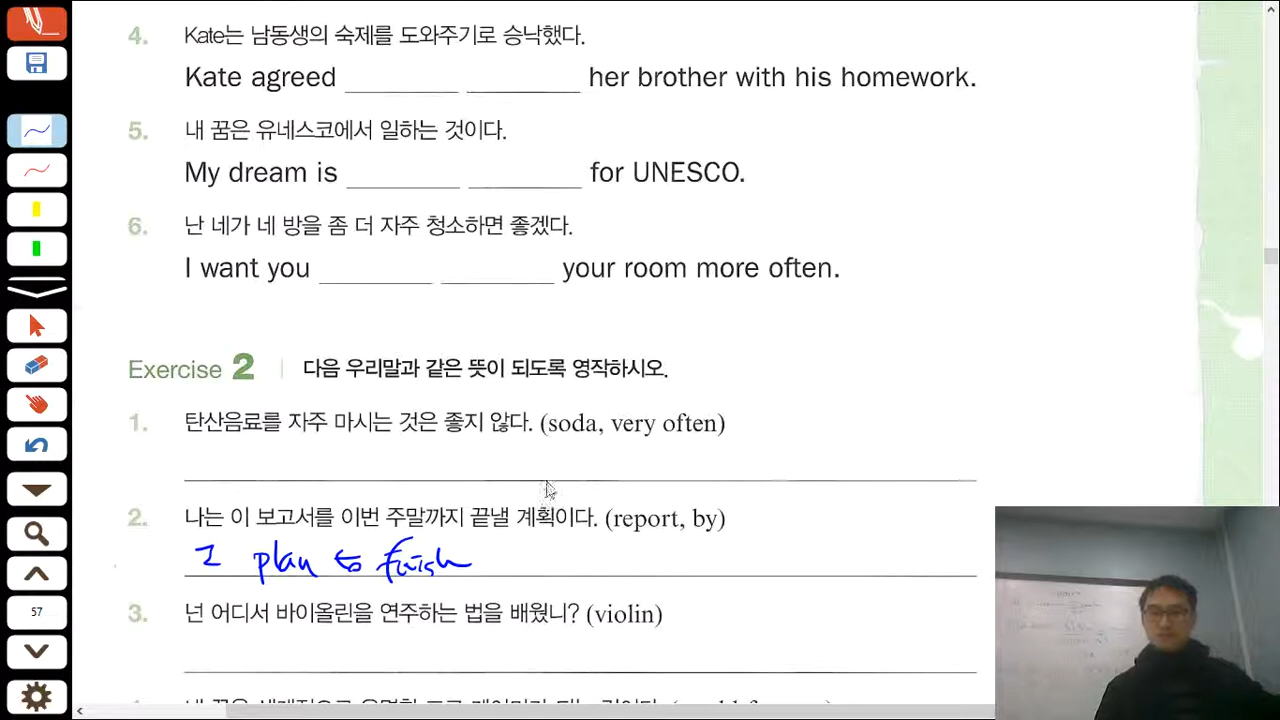 4. Kate는 남동생의 숙제를 도와주기로 승낙했다.
Kate agreed ________ ________ her brother with his homework.
5. 내 꿈은 유네스코에서 일하는 것이다.
My dream is ________ ________ for UNESCO.
6. 난 네가 네 방을 좀 더 자주 청소하면 좋겠다.
I want you ________ ________ your room more often.
Exercise 2 다음 우리말과 같은 뜻이 되도록 영작하시오.
1. 탄산음료를 자주 마시는 것은 좋지 않다. (soda, very often)
2. 나는 이 보고서를 이번 주말까지 끝낼 계획이다. (report, by)
I plan to finish
3. 넌 어디서 바이올린을 연주하는 법을 배웠니? (violin)
57